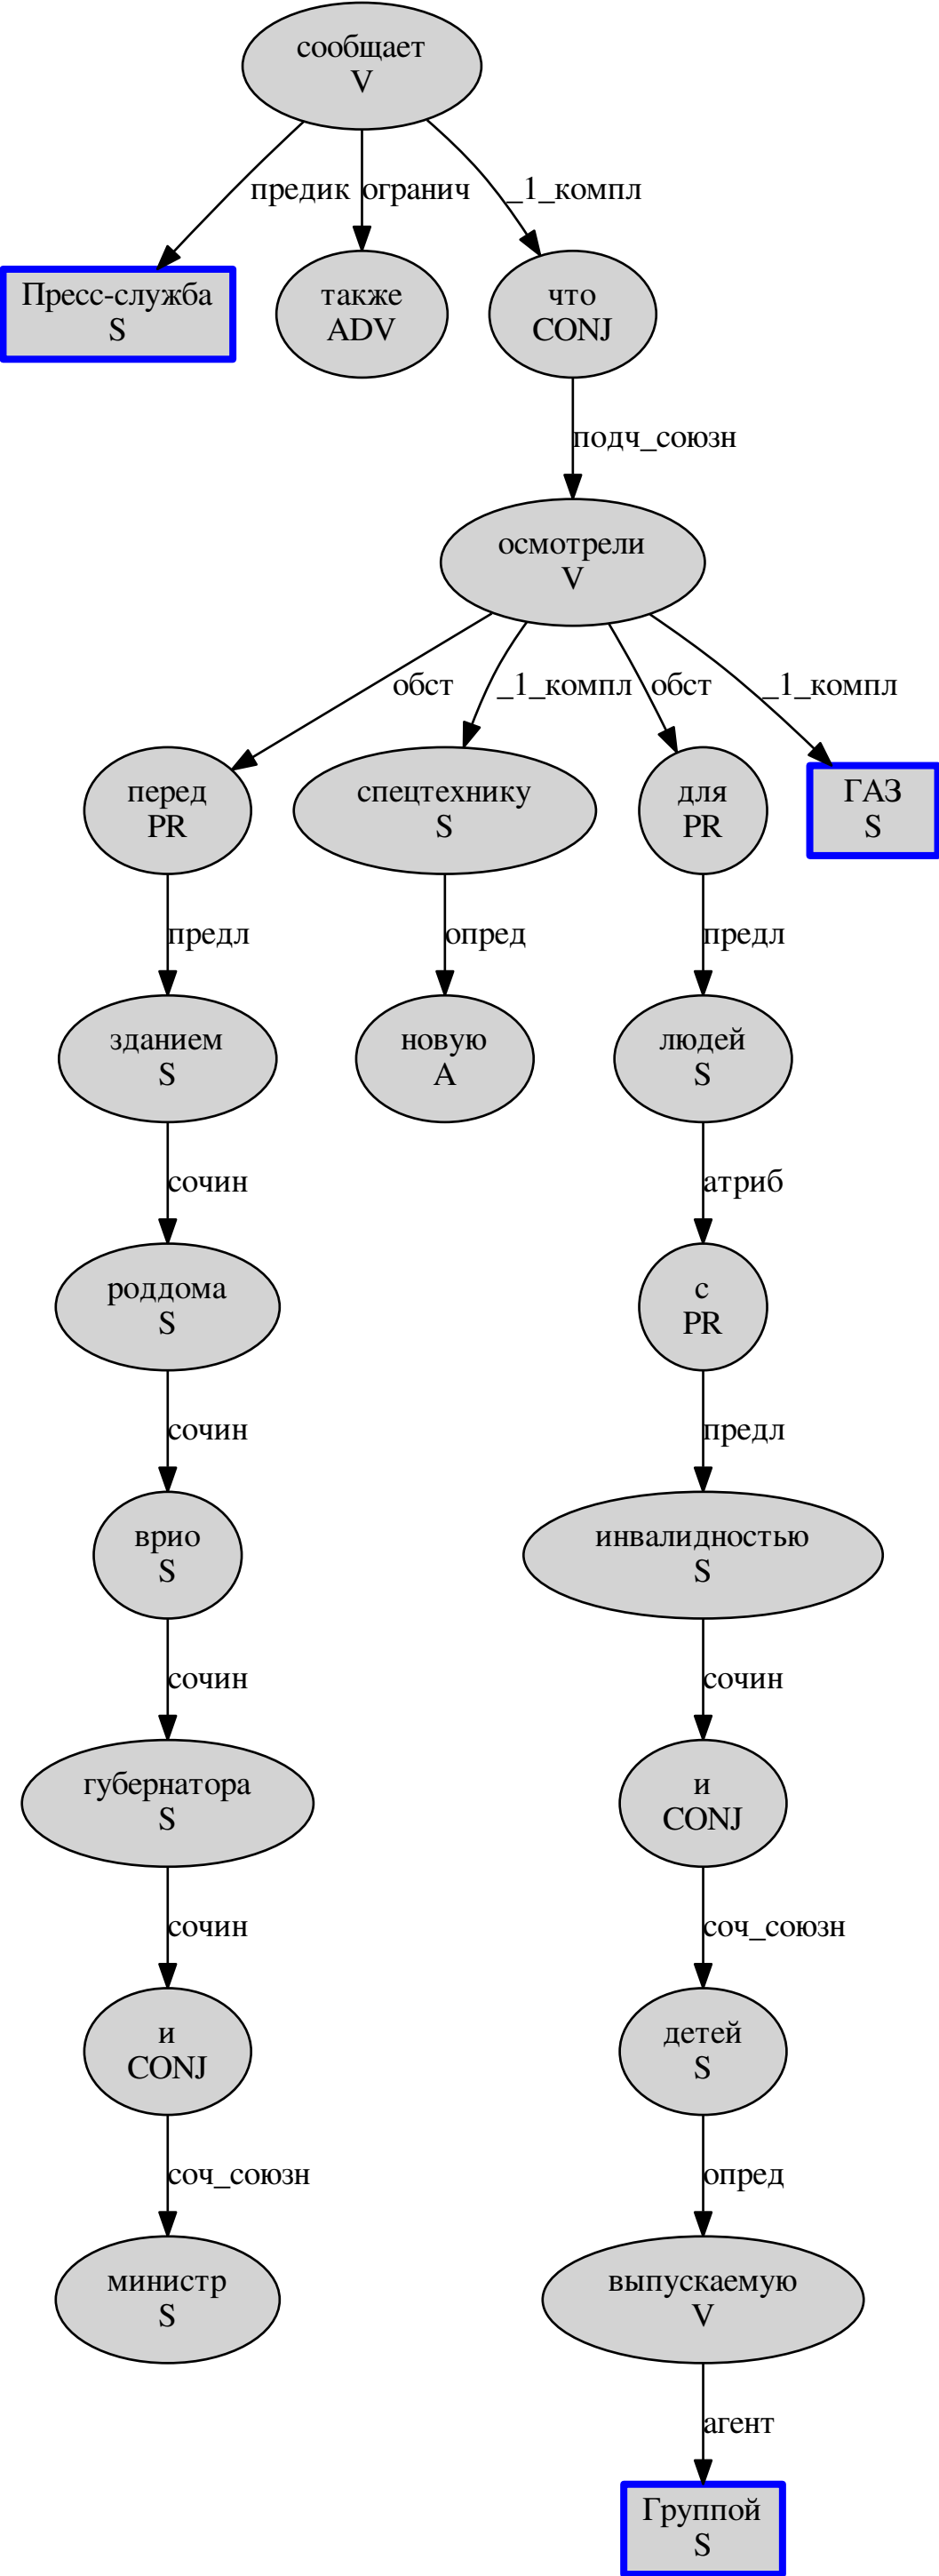 сообщает
V
предик
огранич
_1_компл
Пресс-служба
S
также
ADV
что
CONJ
подч_союзн
осмотрели
V
обст
_1_компл
обст
_1_компл
перед
PR
спецтехнику
S
для
PR
ГАЗ
S
предл
опред
предл
зданием
S
новую
A
людей
S
сочин
атриб
роддома
S
с
PR
сочин
предл
врио
S
инвалидностью
S
сочин
сочин
губернатора
S
и
CONJ
сочин
соч_союзн
и
CONJ
детей
S
соч_союзн
опред
министр
S
выпускаемую
V
агент
Группой
S